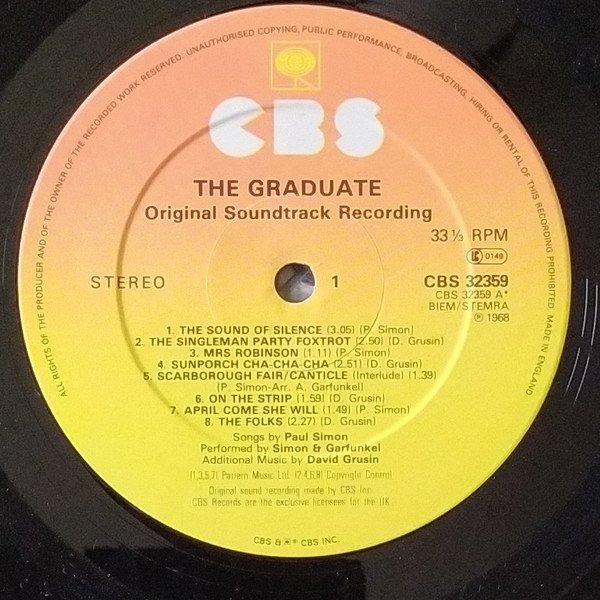 ALL RIGHTS OF THE PRODUCER AND OF THE OWNER OF THE RECORDED WORK RESERVED. UNAUTHORISED COPYING, PUBLIC PERFORMANCE, BROADCASTING, HIRING OR RENTAL OF THIS RECORDING PROHIBITED. MADE IN ENGLAND
CBS
THE GRADUATE
Original Soundtrack Recording
33 1/3 RPM
LC 0149
STEREO 1 CBS 32359
CBS 32359 A*
BIEM/STEMRA
℗ 1968
1. THE SOUND OF SILENCE (3.05) (P. Simon)
2. THE SINGLEMAN PARTY FOXTROT (2.50) (D. Grusin)
3. MRS ROBINSON (1.11) (P. Simon)
4. SUNPORCH CHA-CHA-CHA (2.51) (D. Grusin)
5. SCARBOROUGH FAIR/CANTICLE (Interlude) (1.39)
(P. Simon-Arr. A. Garfunkel)
6. ON THE STRIP (1.59) (D. Grusin)
7. APRIL COME SHE WILL (1.49) (P. Simon)
8. THE FOLKS (2.27) (D. Grusin)
Songs by Paul Simon
Performed by Simon & Garfunkel
Additional Music by David Grusin
(1,3,5,7) Pattern Music Ltd. (2,4,6,8) Copyright Control
Original sound recording made by CBS Inc.
CBS Records are the exclusive licensees for the UK
CBS & CBS INC.